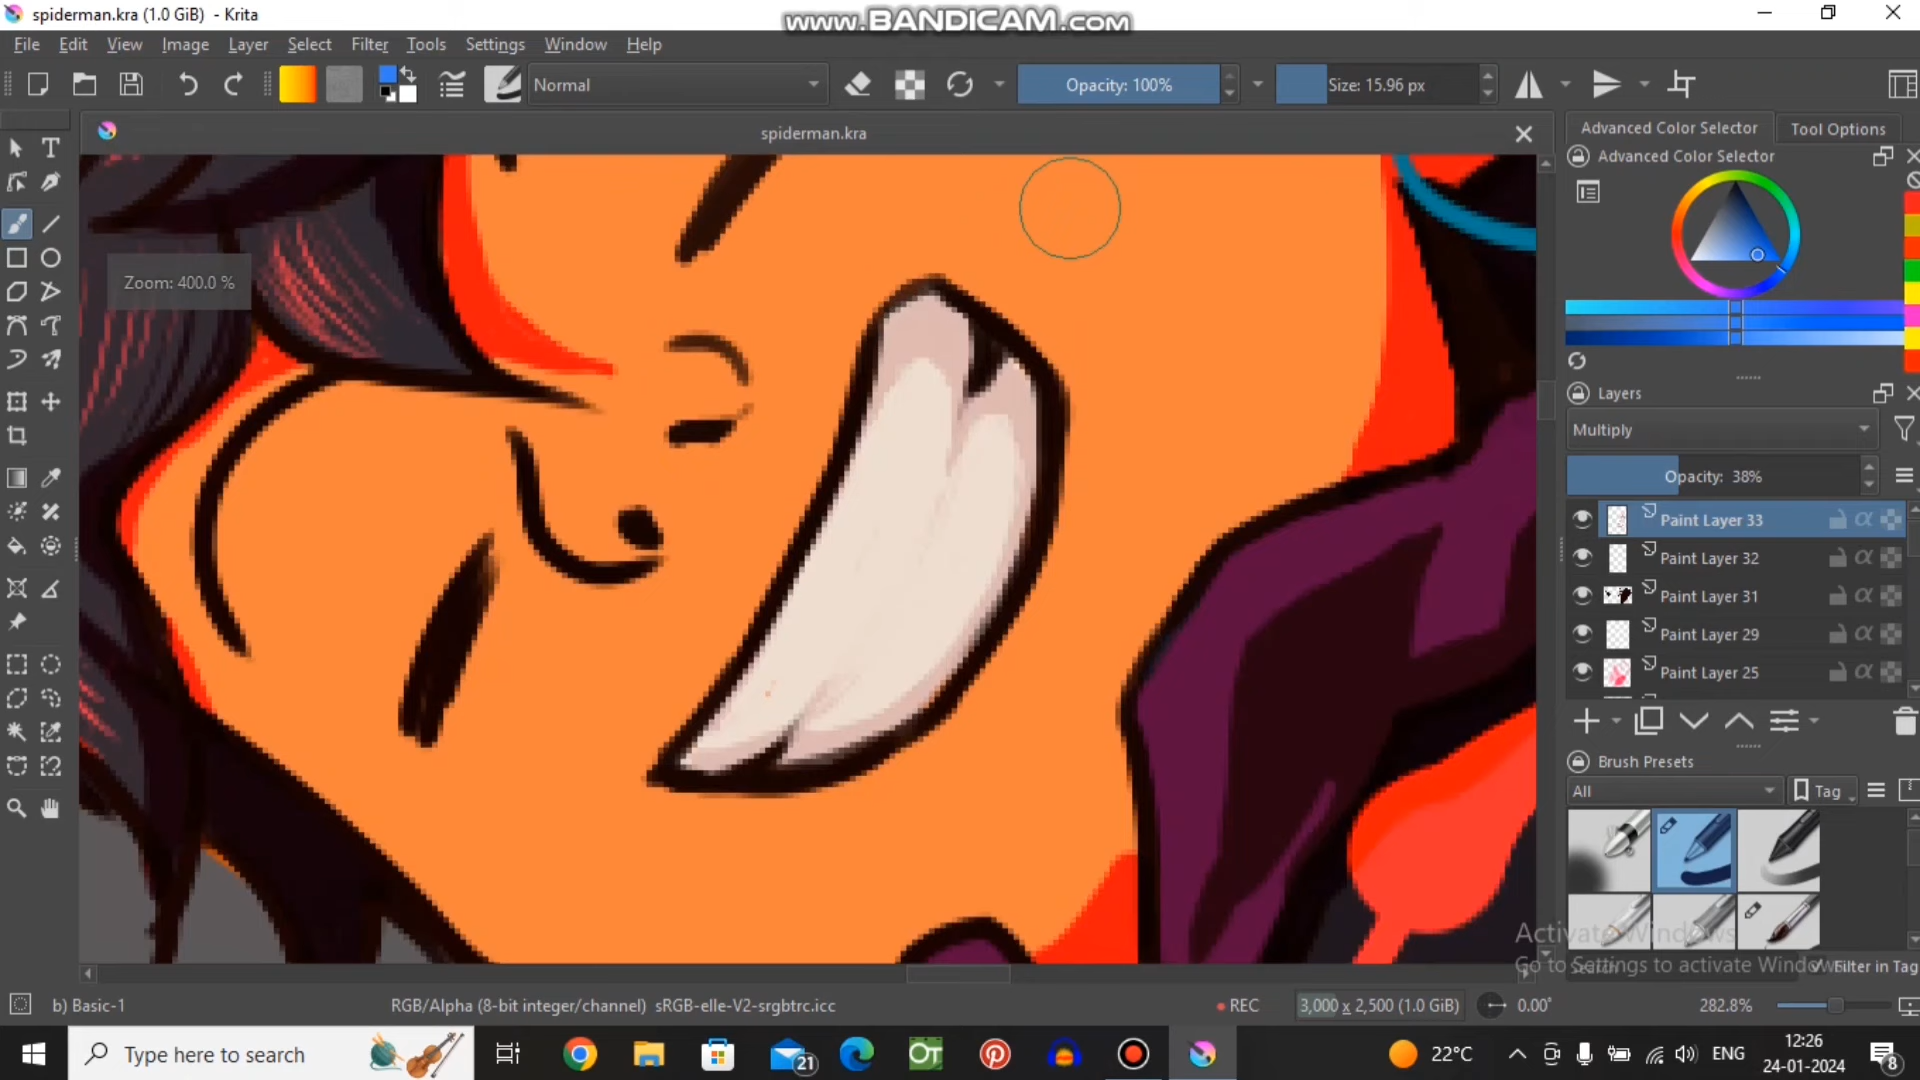 spiderman.kra (1.0 GiB) - Krita
www.BANDICAM.com
File Edit View Image Layer Select Filter Tools Settings Window Help
Normal
Opacity: 100%
Size: 15.96 px
spiderman.kra
Advanced Color Selector
Tool Options
Advanced Color Selector
Zoom: 400.0 %
Layers
Multiply
Opacity: 38%
Paint Layer 33
Paint Layer 32
Paint Layer 31
Paint Layer 29
Paint Layer 25
Brush Presets
All
Tag
Activate Windows
Go to Settings to activate Windows
Search
Filter in Tag
b) Basic-1
RGB/Alpha (8-bit integer/channel) sRGB-elle-V2-srgbtrc.icc
REC
3,000 x 2,500 (1.0 GiB)
0.00°
282.8%
Type here to search
21
OT
22°C
ENG
12:26
24-01-2024
8